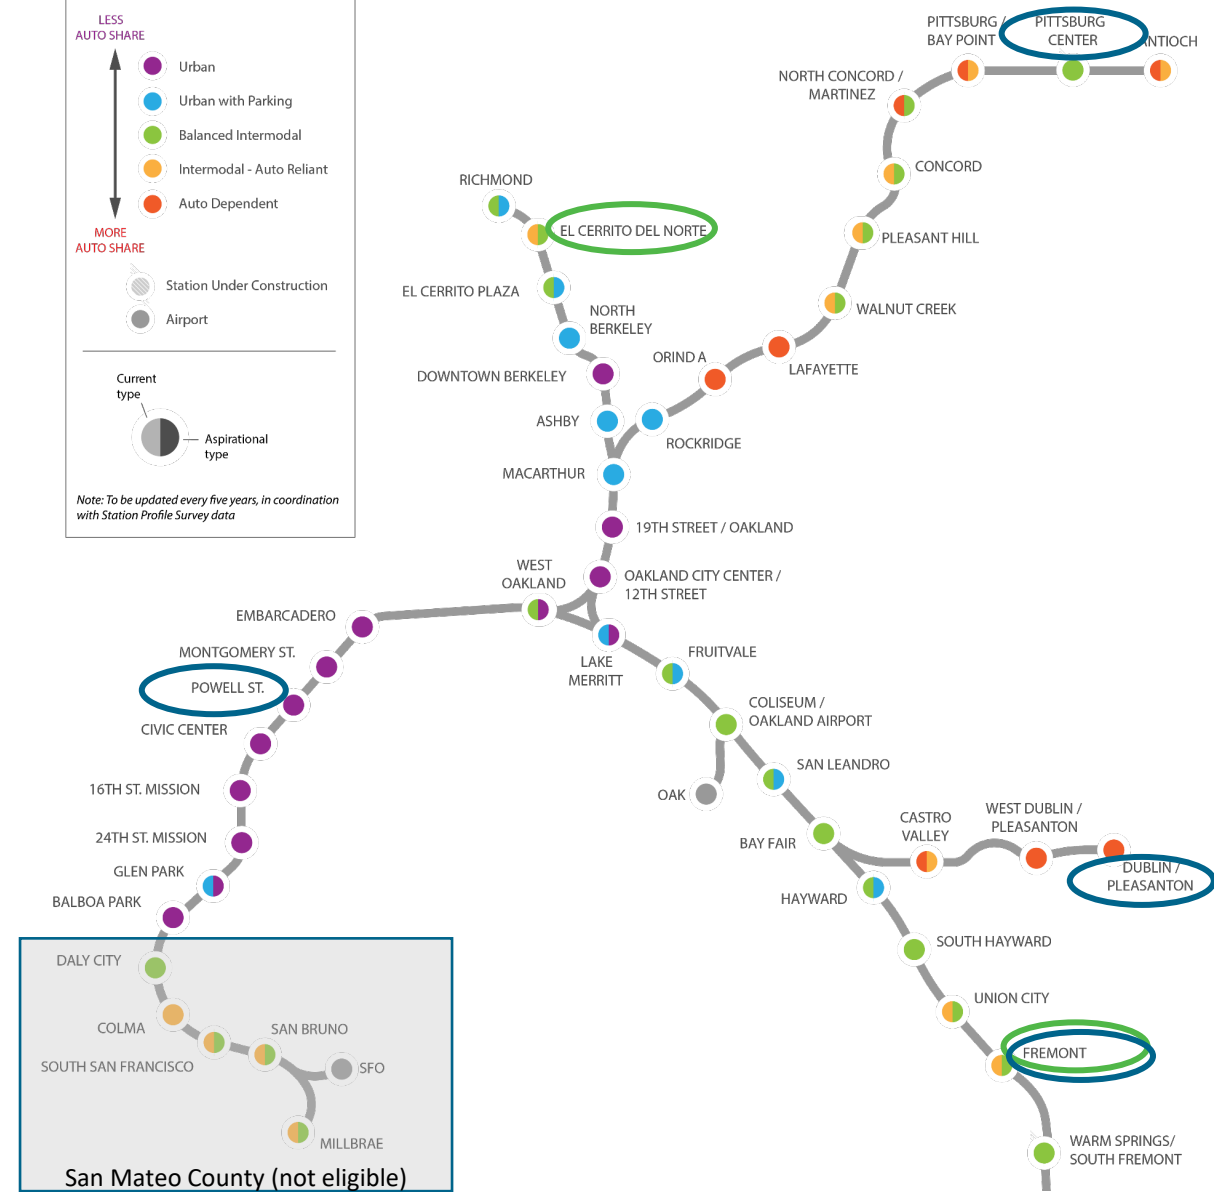 LESS
AUTO SHARE
Urban
Urban with Parking
Balanced Intermodal
Intermodal - Auto Reliant
Auto Dependent
MORE
AUTO SHARE
Station Under Construction
Airport
Current
type
Aspirational
type
Note: To be updated every five years, in coordination
with Station Profile Survey data
PITTSBURG /
BAY POINT
PITTSBURG
CENTER
ANTIOCH
NORTH CONCORD /
MARTINEZ
CONCORD
PLEASANT HILL
WALNUT CREEK
LAFAYETTE
ORIND A
ROCKRIDGE
RICHMOND
EL CERRITO DEL NORTE
EL CERRITO PLAZA
NORTH
BERKELEY
DOWNTOWN BERKELEY
ASHBY
MACARTHUR
19TH STREET / OAKLAND
OAKLAND CITY CENTER /
12TH STREET
WEST
OAKLAND
LAKE
MERRITT
EMBARCADERO
MONTGOMERY ST.
POWELL ST.
CIVIC CENTER
16TH ST. MISSION
24TH ST. MISSION
GLEN PARK
BALBOA PARK
DALY CITY
COLMA
SOUTH SAN FRANCISCO
SAN BRUNO
SFO
MILLBRAE
San Mateo County (not eligible)
FRUITVALE
COLISEUM /
OAKLAND AIRPORT
OAK
SAN LEANDRO
BAY FAIR
CASTRO
VALLEY
WEST DUBLIN /
PLEASANTON
DUBLIN /
PLEASANTON
HAYWARD
SOUTH HAYWARD
UNION CITY
FREMONT
WARM SPRINGS/
SOUTH FREMONT